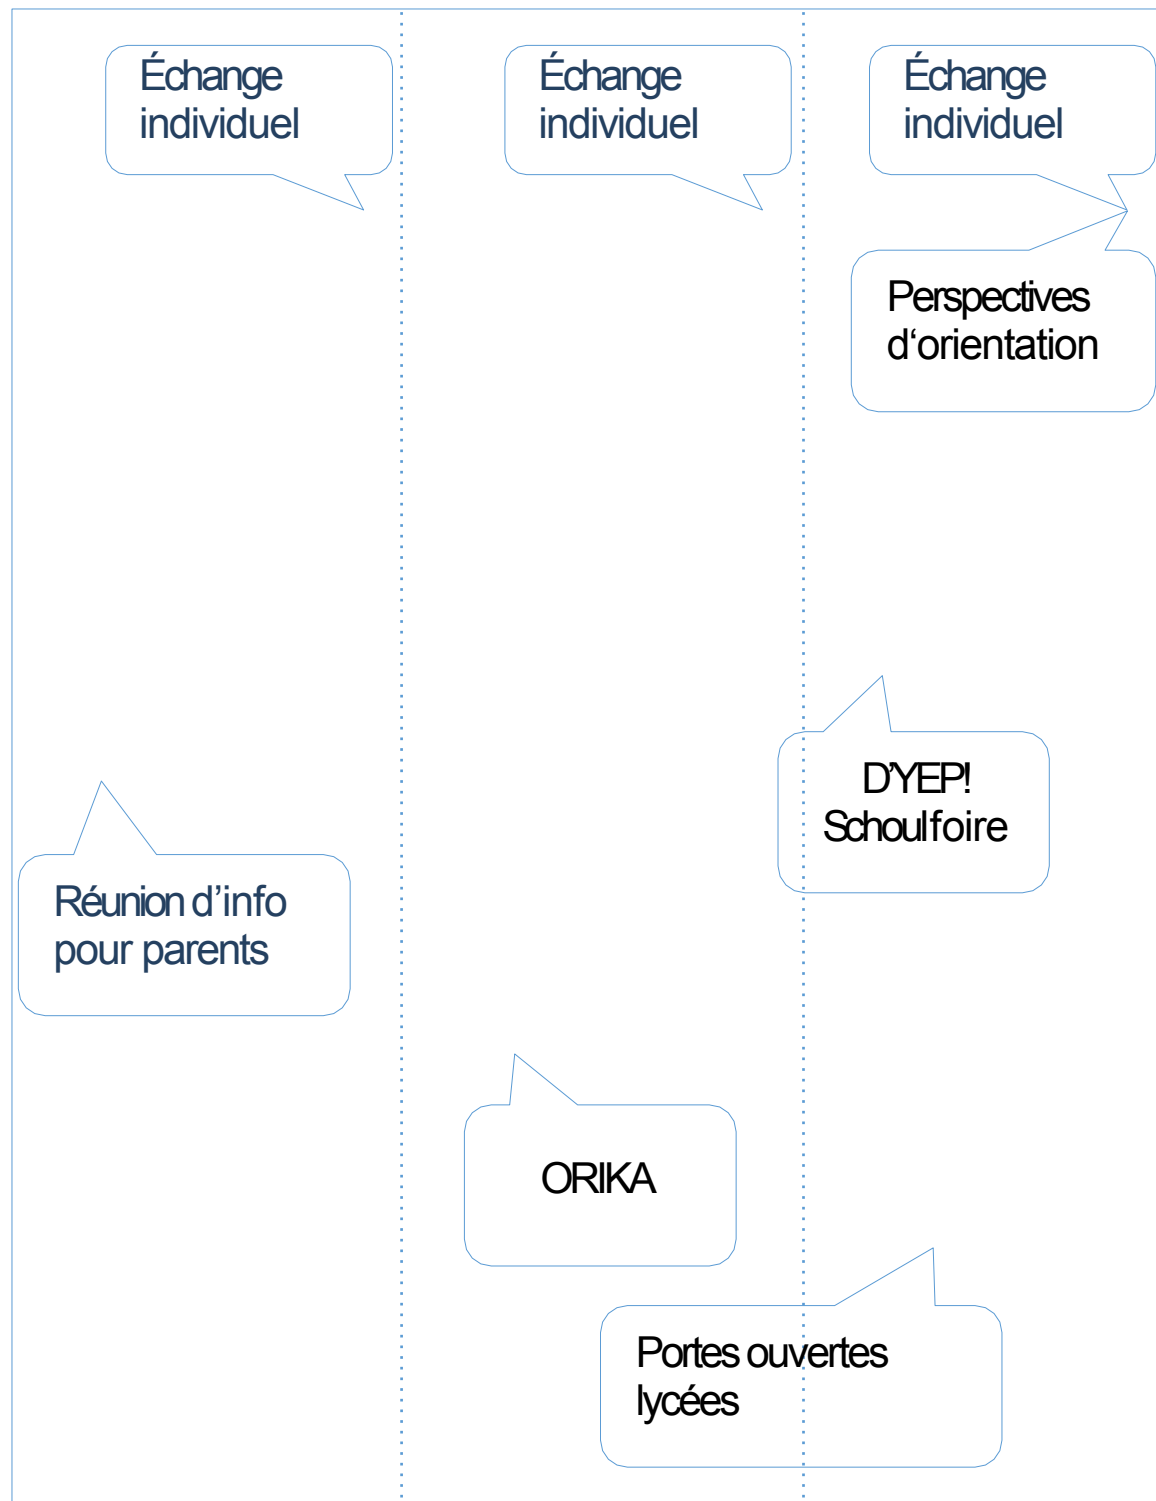 Échange
individuel
Échange
individuel
Échange
individuel
Perspectives
d‘orientation
D'YEP!
Schoulfoire
Réunion d’info
pour parents
ORIKA
Portes ouvertes
lycées